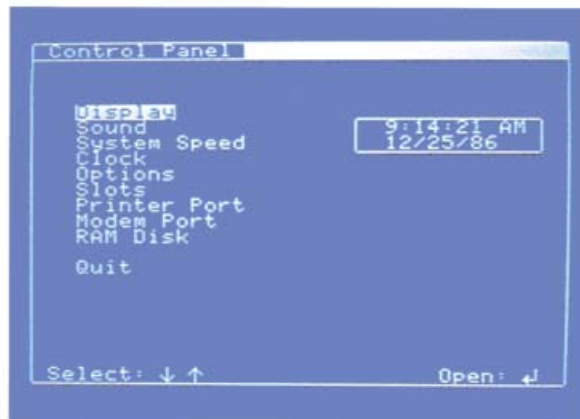 Control Panel
Display
Sound
System Speed
Clock
Options
Slots
Printer Port
Modem Port
RAM Disk
Quit
9:14:21 AM
12/25/86
Select: ↓ ↑
Open: ↵